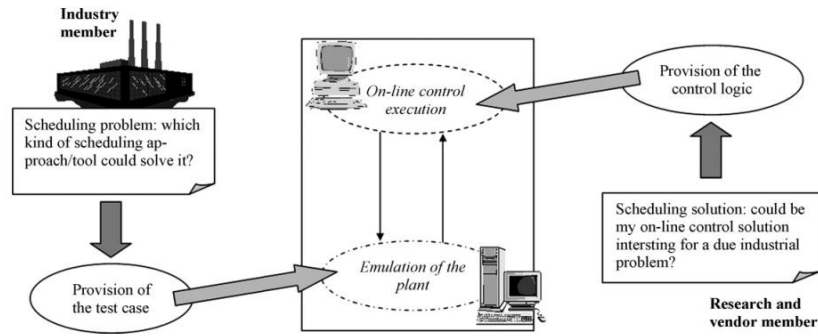 Industry
member
Scheduling problem: which
kind of scheduling ap-
proach/tool could solve it?
Provision of
the test case
On-line control
execution
Emulation of the
plant
Provision of the
control logic
Scheduling solution: could be
my on-line control solution
intersting for a due industrial
problem?
Research and
vendor member